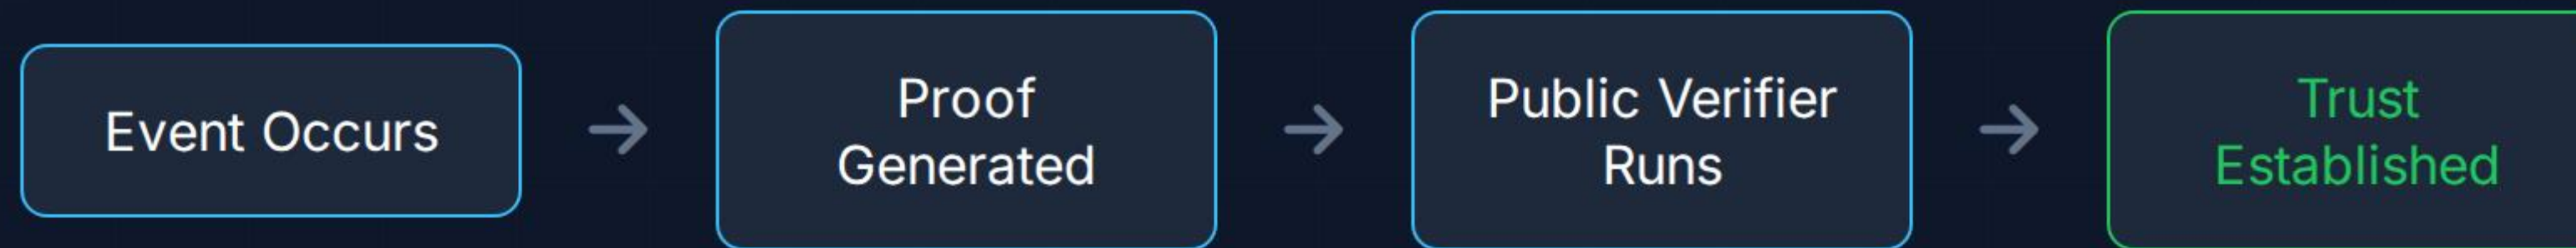 Event Occurs
Proof
Generated
Public Verifier
Runs
Trust
Established